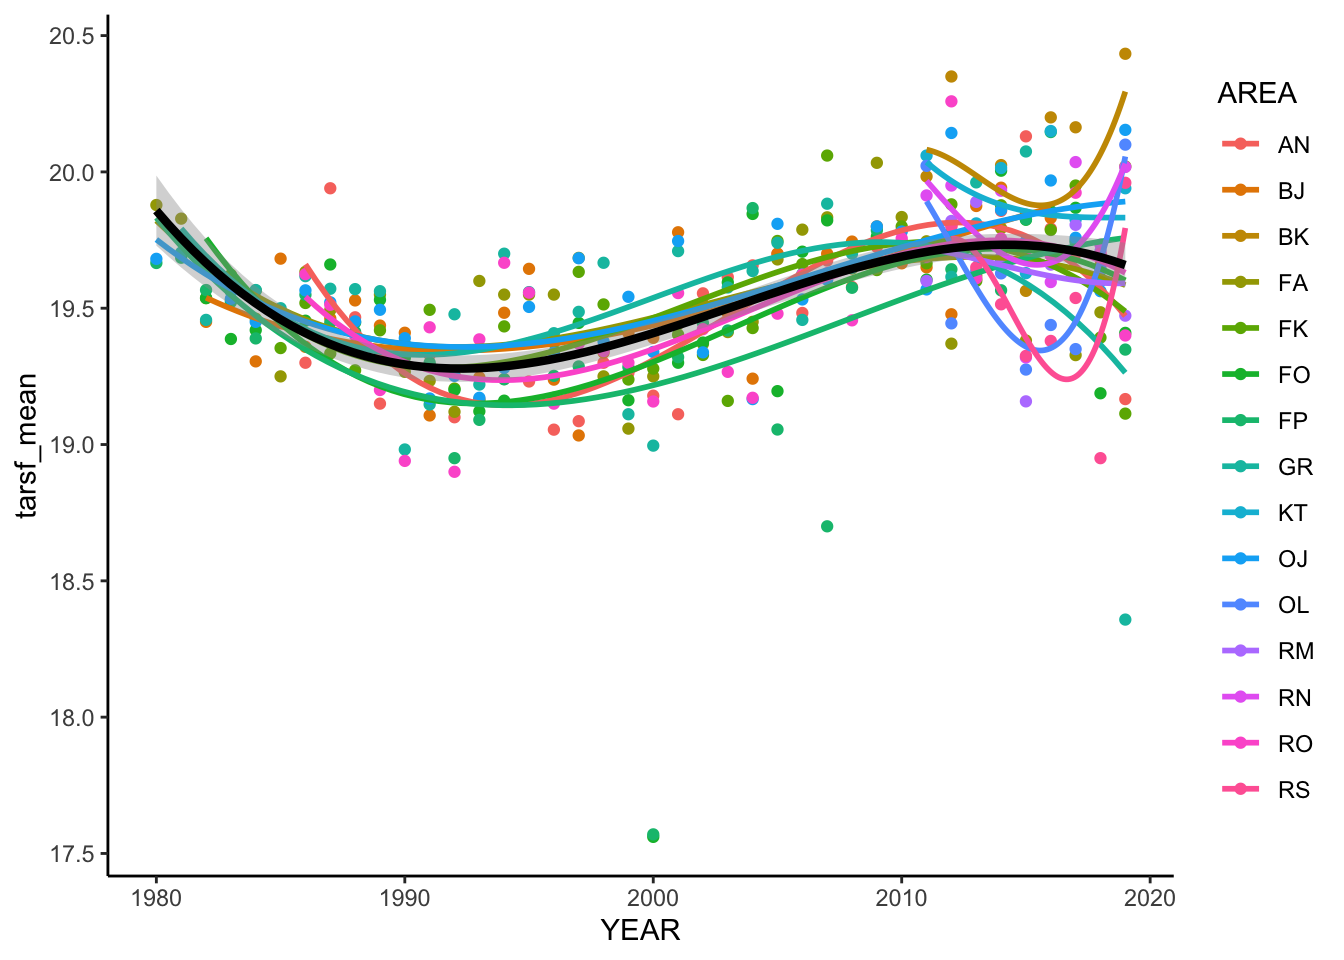 20.5
20.0
19.5
19.0
18.5
18.0
17.5
tarsf_mean
1980
1990
2000
2010
2020
YEAR
AREA
AN
BJ
BK
FA
FK
FO
FP
GR
KT
OJ
OL
RM
RN
RO
RS